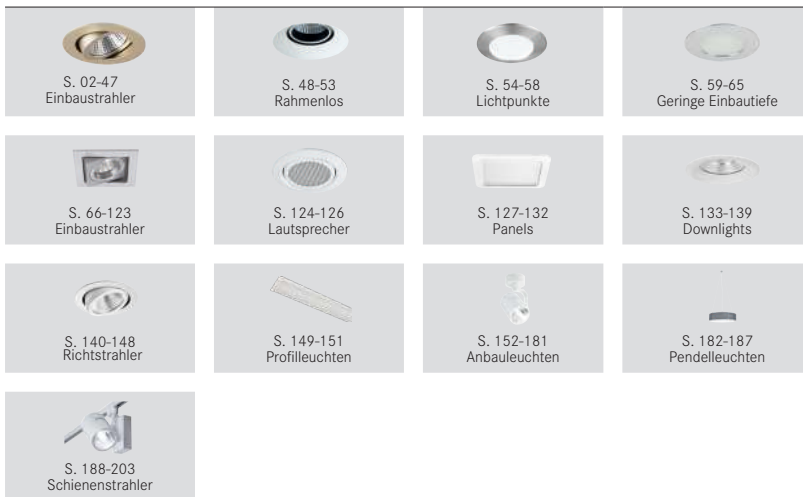 S. 02-47
Einbaustrahler
S. 48-53
Rahmenlos
S. 54-58
Lichtpunkte
S. 59-65
Geringe Einbautiefe
S. 66-123
Einbaustrahler
S. 124-126
Lautsprecher
S. 127-132
Panels
S. 133-139
Downlights
S. 140-148
Richtstrahler
S. 149-151
Profilleuchten
S. 152-181
Anbauleuchten
S. 182-187
Pendelleuchten
S. 188-203
Schienenstrahler